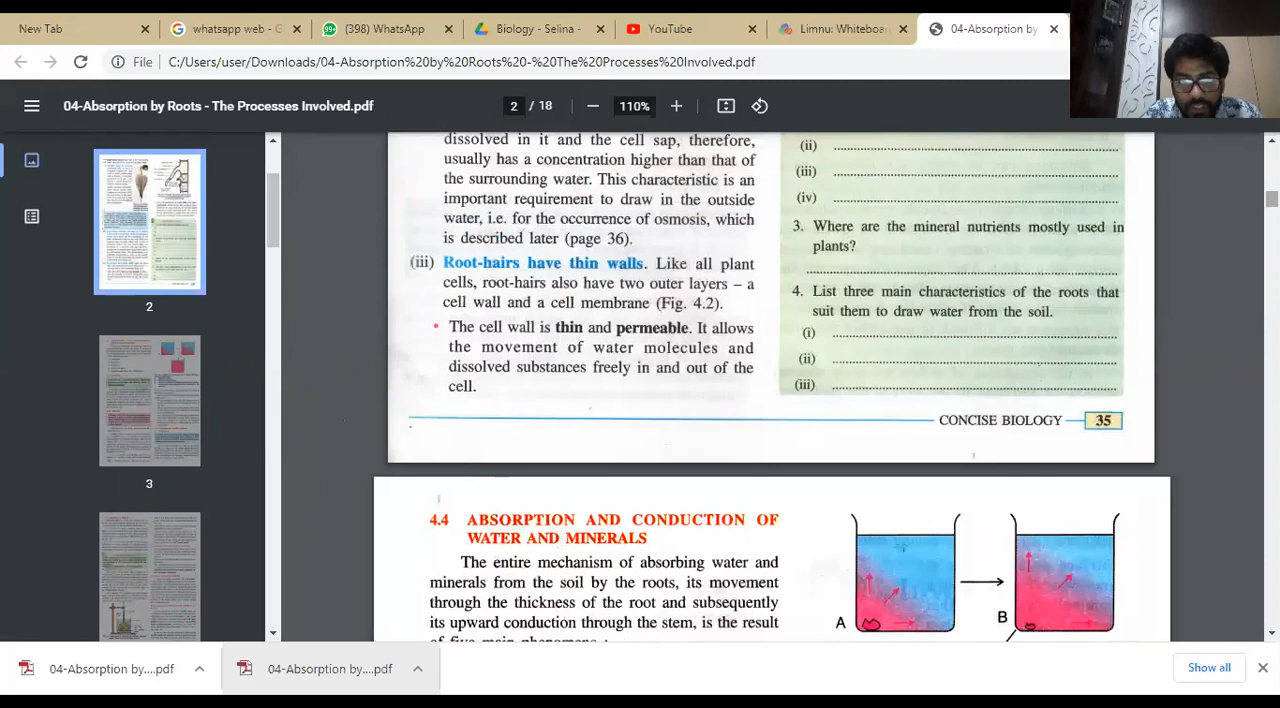 New Tab
whatsapp web - G
(398) WhatsApp
Biology - Selina -
YouTube
Limnu: Whiteboar
04-Absorption by
File
C:/Users/user/Downloads/04-Absorption%20by%20Roots%20-%20The%20Processes%20Involved.pdf
04-Absorption by Roots - The Processes Involved.pdf
2 / 18
110%
2
3
dissolved in it and the cell sap, therefore,
usually has a concentration higher than that of
the surrounding water. This characteristic is an
important requirement to draw in the outside
water, i.e. for the occurrence of osmosis, which
is described later (page 36).
(iii) Root-hairs have thin walls. Like all plant
cells, root-hairs also have two outer layers – a
cell wall and a cell membrane (Fig. 4.2).
• The cell wall is thin and permeable. It allows
the movement of water molecules and
dissolved substances freely in and out of the
cell.
(ii)
(iii)
(iv)
3. Where are the mineral nutrients mostly used in
plants?
4. List three main characteristics of the roots that
suit them to draw water from the soil.
(i)
(ii)
(iii)
CONCISE BIOLOGY
35
4.4 ABSORPTION AND CONDUCTION OF
WATER AND MINERALS
The entire mechanism of absorbing water and
minerals from the soil by the roots, its movement
through the thickness of the root and subsequently
its upward conduction through the stem, is the result
of five main phenomena :
A
B
04-Absorption by....pdf
04-Absorption by....pdf
Show all